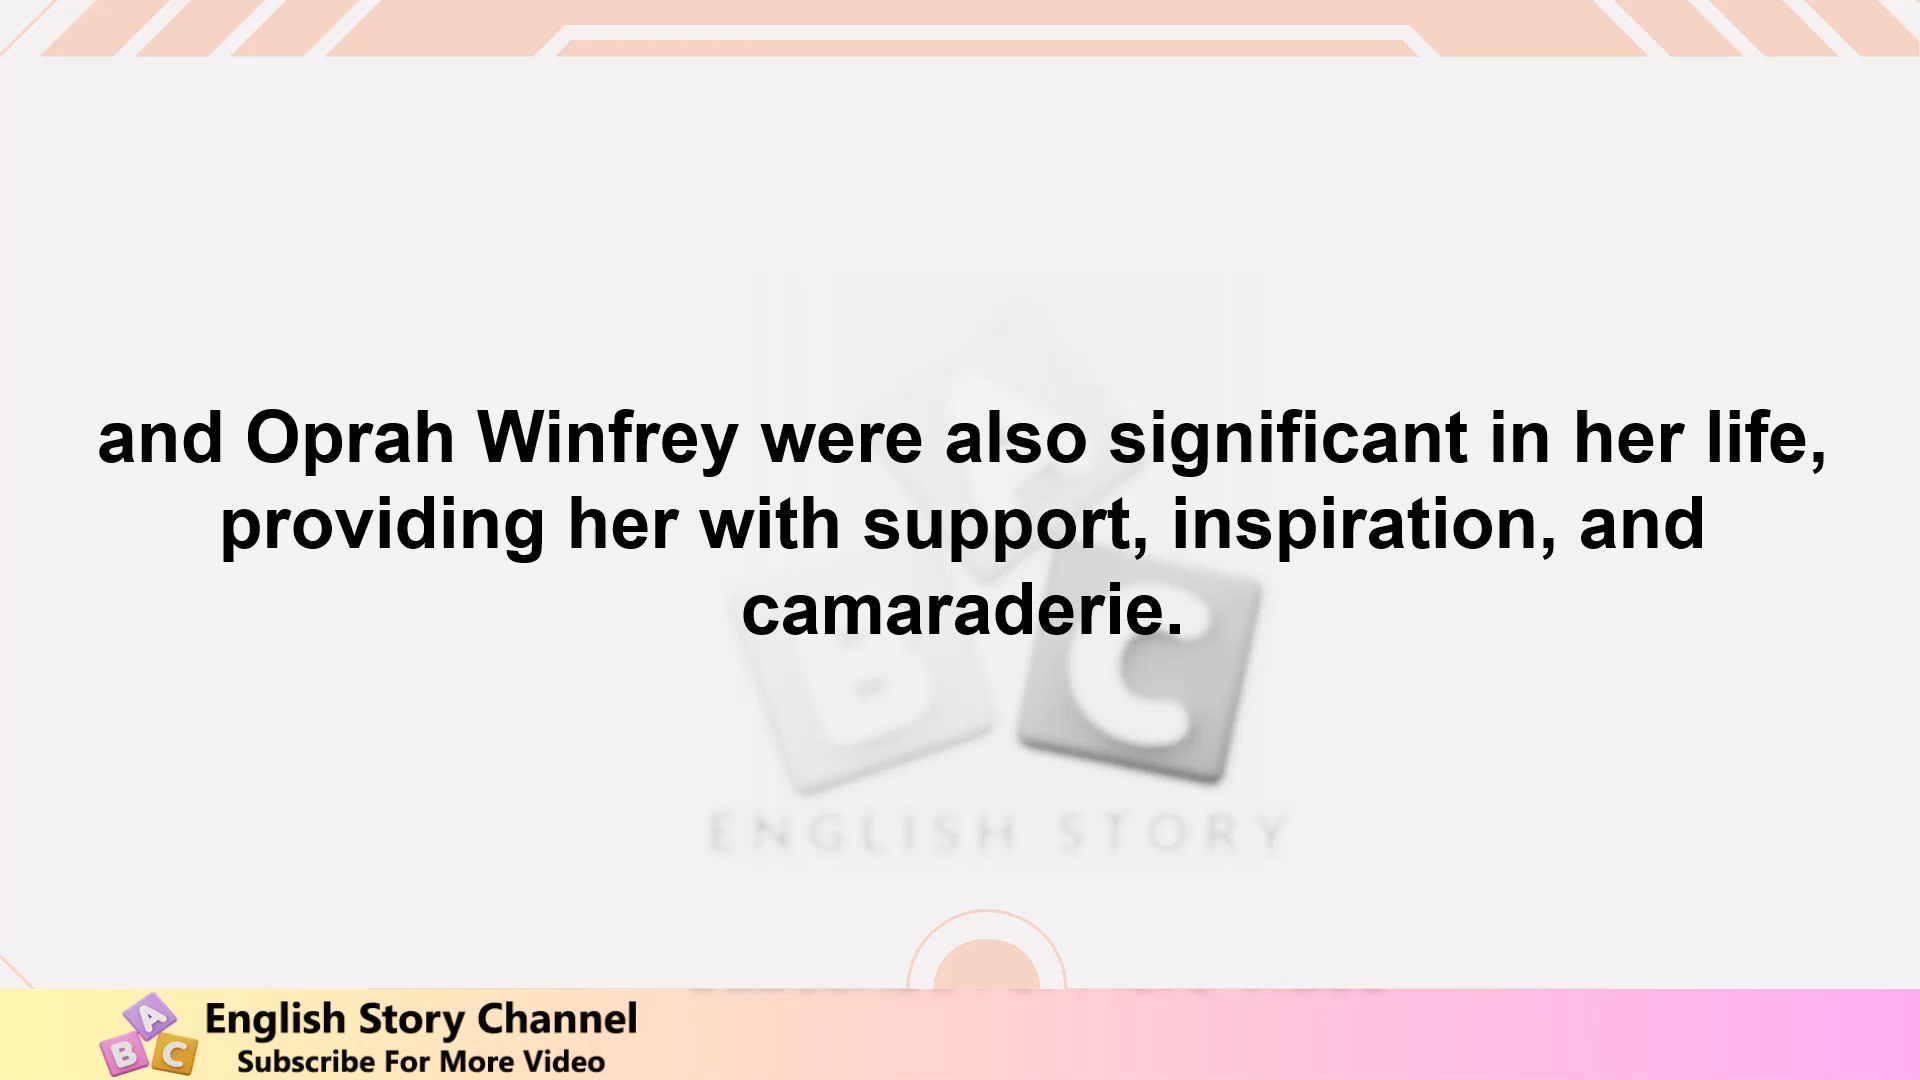 and Oprah Winfrey were also significant in her life,
providing her with support, inspiration, and
camaraderie.
A
B C
ENGLISH STORY
A
B C
English Story Channel
Subscribe For More Video